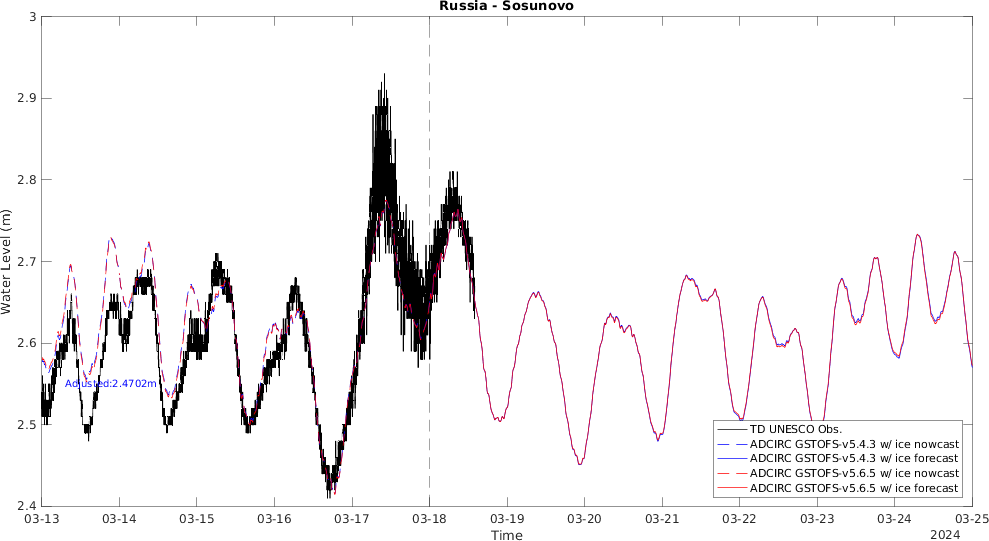 Russia - Sosunovo
Water Level (m)
3
2.9
2.8
2.7
2.6
2.5
2.4
Adjusted:2.4702m
TD UNESCO Obs.
ADCIRC GSTOFS-v5.4.3 w/ ice nowcast
ADCIRC GSTOFS-v5.4.3 w/ ice forecast
ADCIRC GSTOFS-v5.6.5 w/ ice nowcast
ADCIRC GSTOFS-v5.6.5 w/ ice forecast
03-13 03-14 03-15 03-16 03-17 03-18 03-19 03-20 03-21 03-22 03-23 03-24 03-25
Time
2024